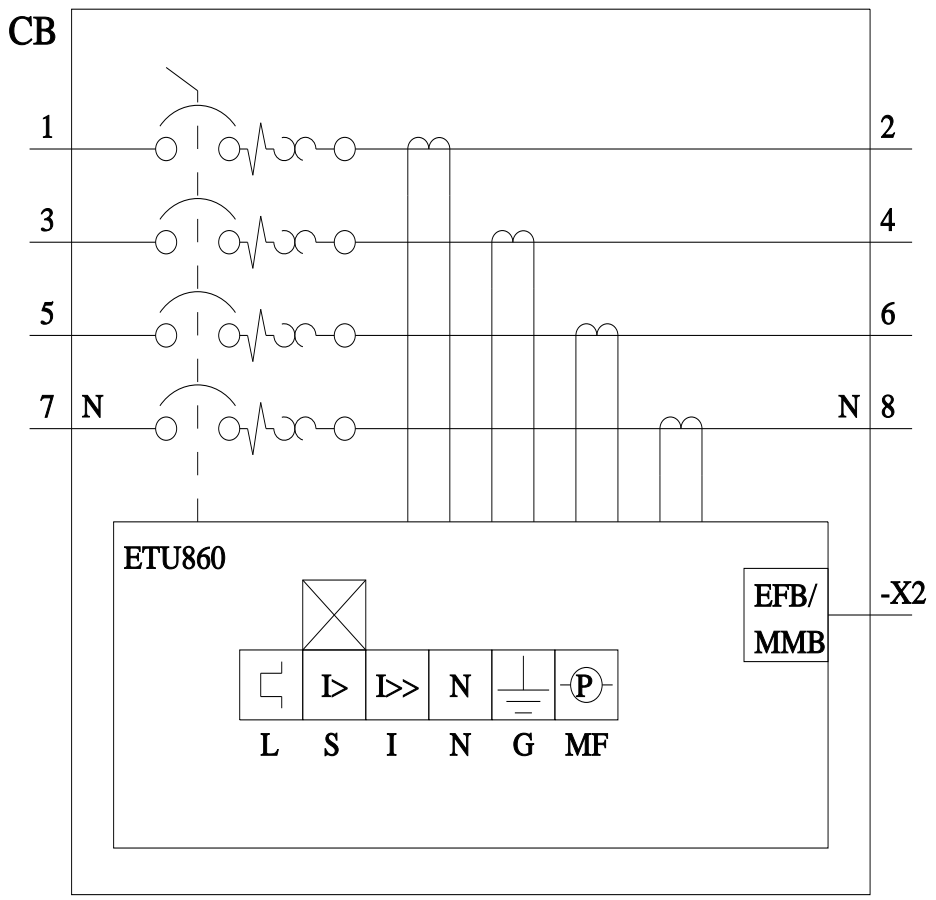 CB
1 2
3 4
5 6
7 N N 8
ETU860
EFB/ -X2
MMB
I> I>> N P
L S I N G MF